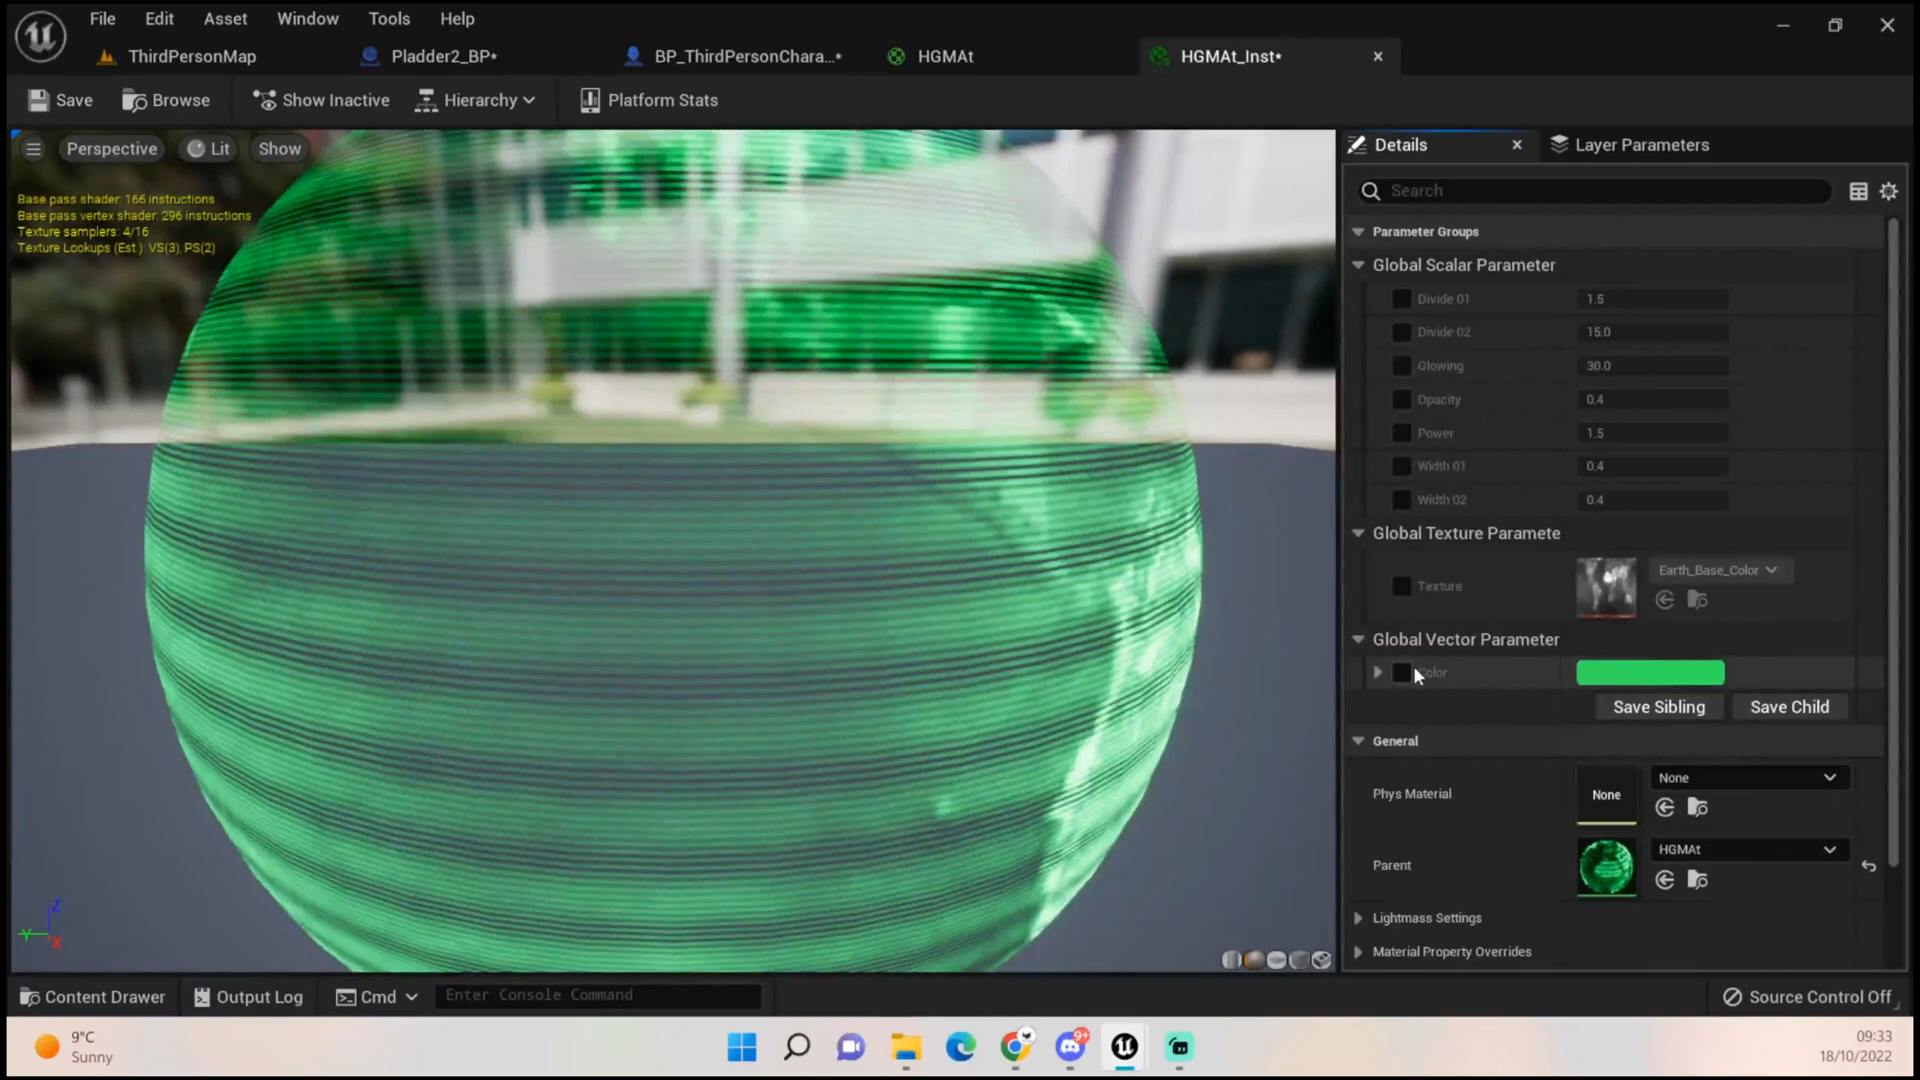 File Edit Asset Window Tools Help
ThirdPersonMap Pladder2_BP* BP_ThirdPersonChara...* HGMAt HGMAt_Inst*
Save Browse Show Inactive Hierarchy Platform Stats
Perspective Lit Show
Base pass shader: 166 instructions
Base pass vertex shader: 296 instructions
Texture samplers: 4/16
Texture Lookups (Est.): VS(3), PS(2)
Details Layer Parameters
Search
Parameter Groups
Global Scalar Parameter
Divide 01 1.5
Divide 02 15.0
Glowing 30.0
Opacity 0.4
Power 1.5
Width 01 0.4
Width 02 0.4
Global Texture Paramete
Texture Earth_Base_Color
Global Vector Parameter
Color
Save Sibling Save Child
General
Phys Material None None
Parent HGMAt
Lightmass Settings
Material Property Overrides
Z
Y
X
Content Drawer Output Log Cmd Enter Console Command Source Control Off
9°C
Sunny
9+
09:33
18/10/2022